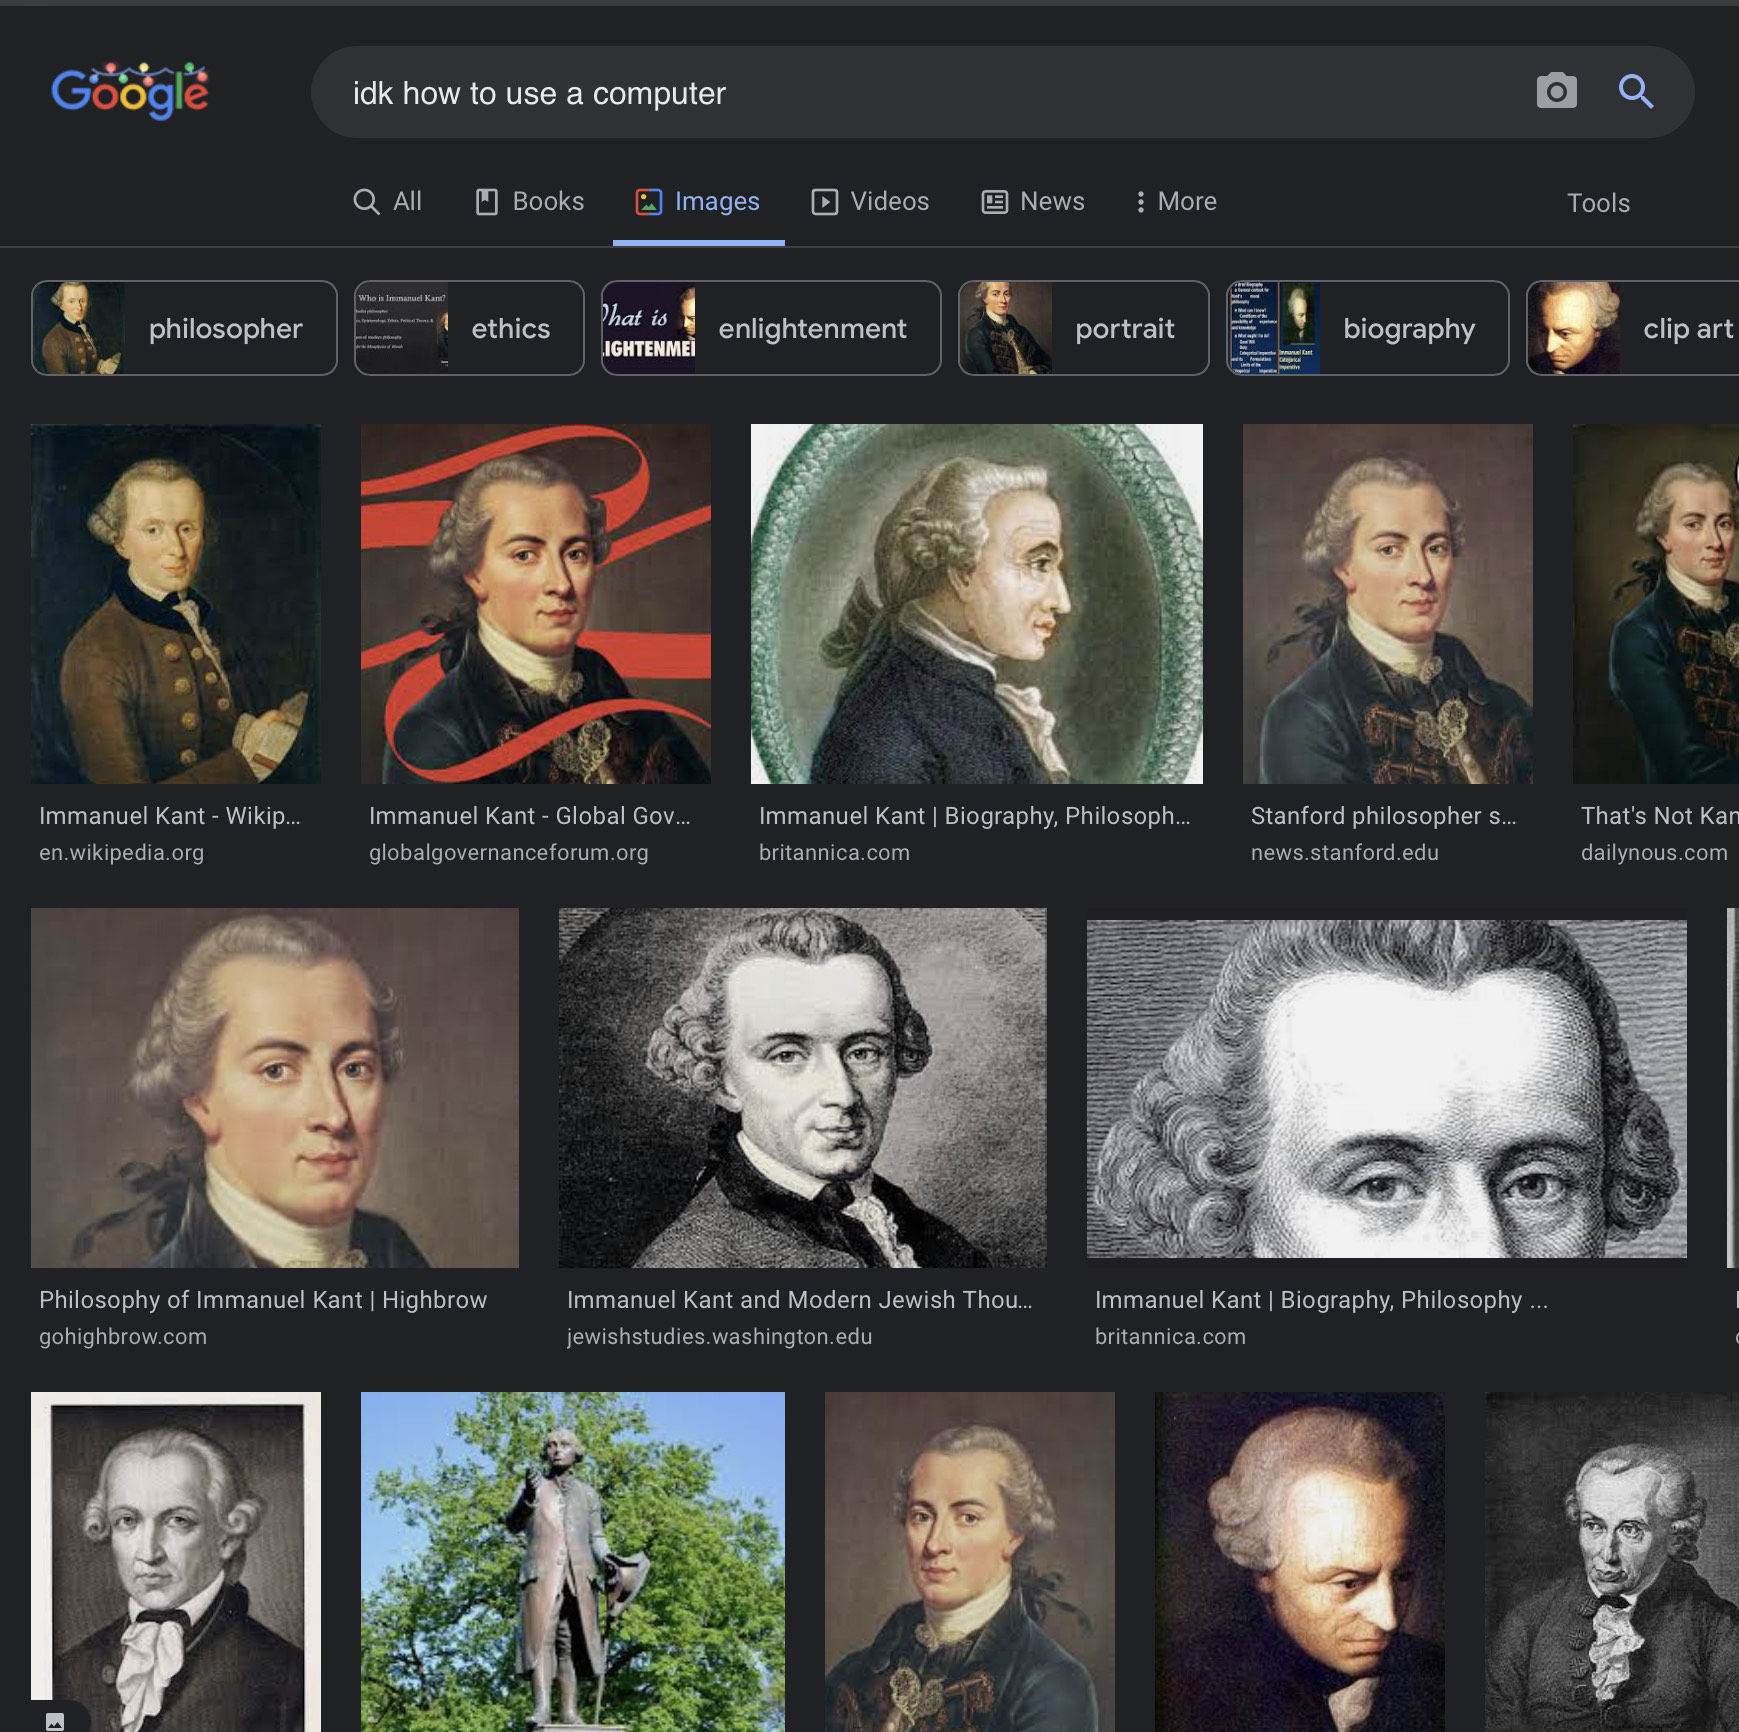 Google
idk how to use a computer
All
Books
Images
Videos
News
More
Tools
philosopher
Who is Immanuel Kant?
ethics
What is
enlightenment
portrait
Immanuel Kant
Categorical
Imperative
biography
clip art
Immanuel Kant - Wikip...
en.wikipedia.org
Immanuel Kant - Global Gov...
globalgovernanceforum.org
Immanuel Kant | Biography, Philosoph...
britannica.com
Stanford philosopher s...
news.stanford.edu
That's Not Kan
dailynous.com
Philosophy of Immanuel Kant | Highbrow
gohighbrow.com
Immanuel Kant and Modern Jewish Thou...
jewishstudies.washington.edu
Immanuel Kant | Biography, Philosophy ...
britannica.com